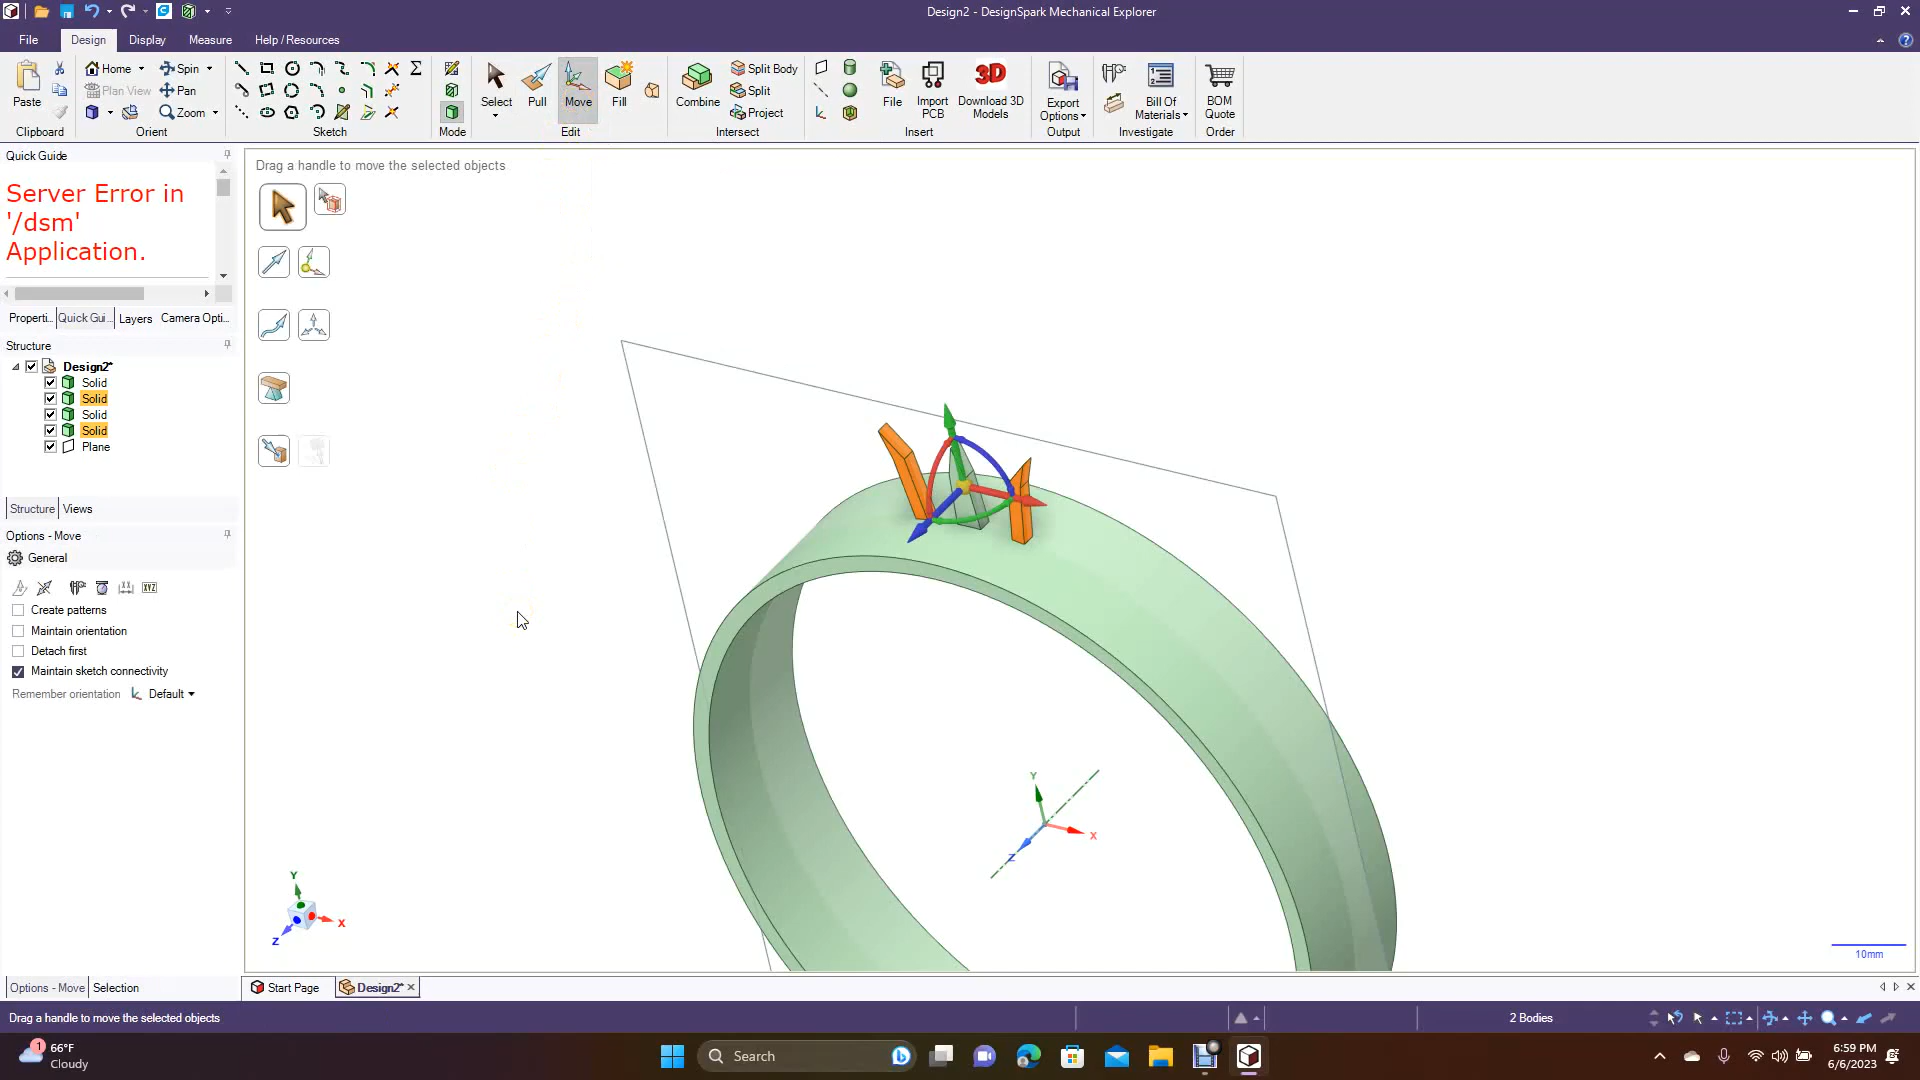 Design2 - DesignSpark Mechanical Explorer
File Design Display Measure Help / Resources
Paste
Clipboard
Home Spin
Plan View Pan
Zoom
Orient
Sketch
Mode
Select Pull Move Fill
Edit
Combine
Split Body
Split
Project
Intersect
File Import PCB Download 3D Models
3D
Insert
Export Options
Output
Bill Of Materials
Investigate
BOM Quote
Order
Quick Guide
Server Error in
'/dsm'
Application.
Properti... Quick Gui... Layers Camera Opti...
Structure
Design2*
Solid
Solid
Solid
Solid
Plane
Structure Views
Options - Move
General
XYZ
Create patterns
Maintain orientation
Detach first
Maintain sketch connectivity
Remember orientation Default
Options - Move Selection
Drag a handle to move the selected objects
Y
X
Z
Y
X
Z
10mm
Start Page Design2*
Drag a handle to move the selected objects
2 Bodies
1
66°F
Cloudy
Search
6:59 PM
6/6/2023